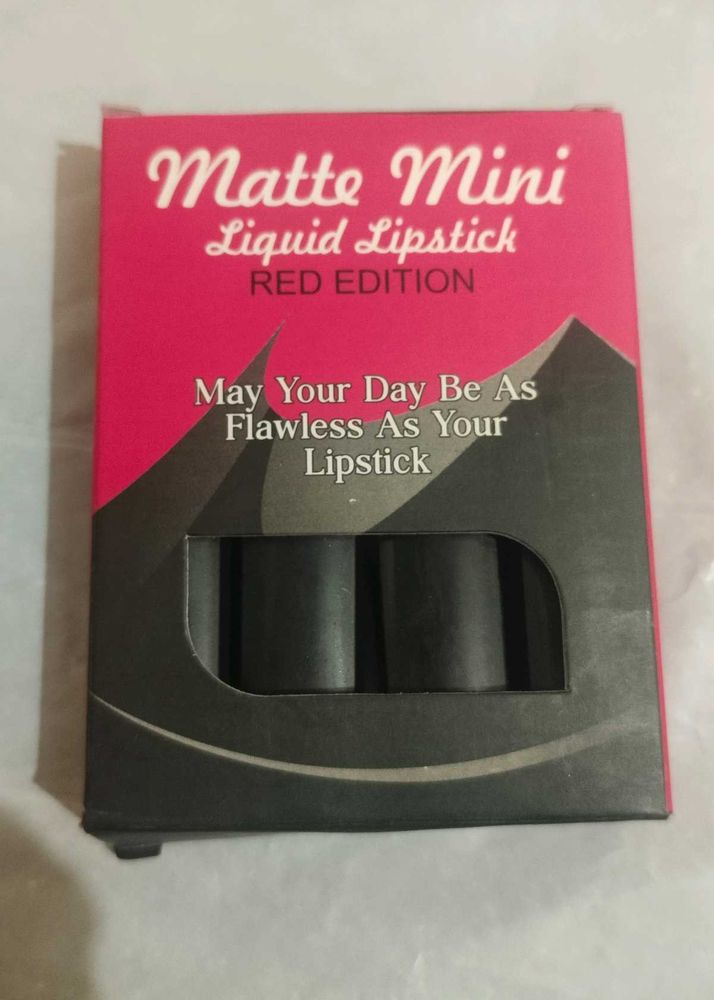 Matte Mini
Liquid Lipstick
RED EDITION
May Your Day Be As
Flawless As Your
Lipstick